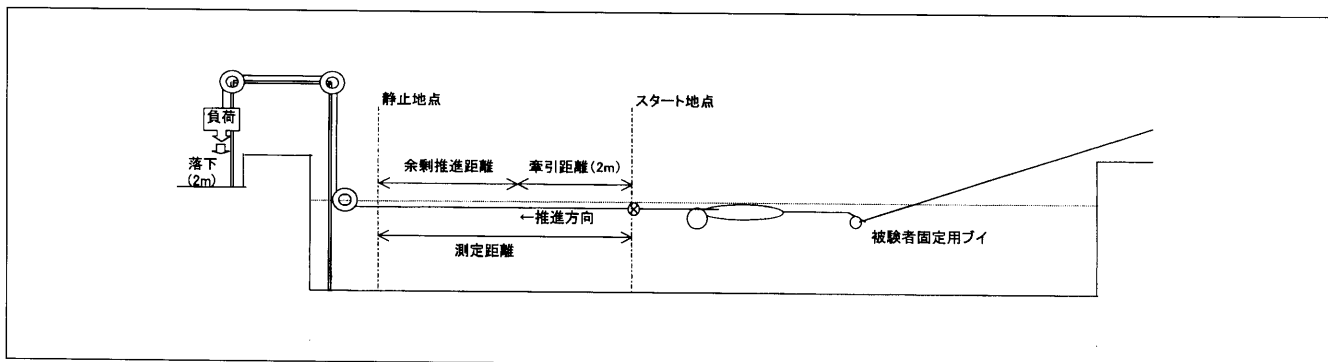 静止地点
スタート地点
負荷
落下
(2m)
余剰推進距離
牽引距離(2m)
←推進方向
測定距離
被験者固定用ブイ